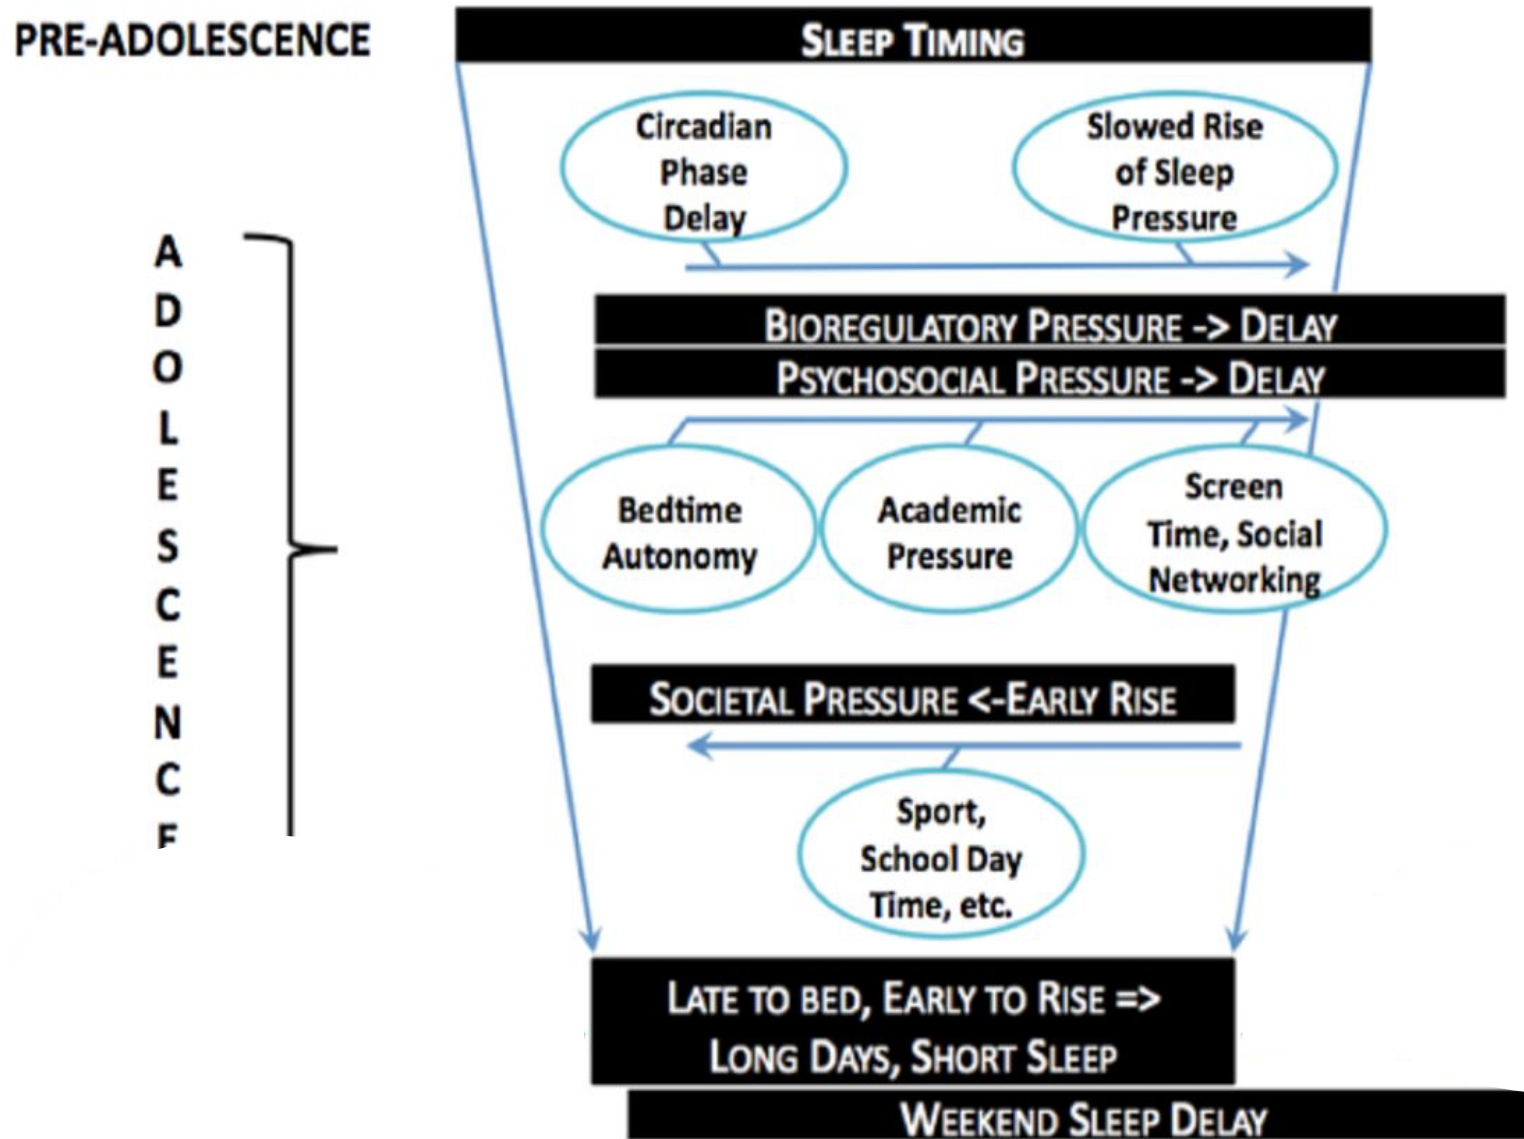 PRE-ADOLESCENCE
SLEEP TIMING
Circadian
Phase
Delay
Slowed Rise
of Sleep
Pressure
A
D
O
L
E
S
C
E
N
C
E
BIOREGULATORY PRESSURE -> DELAY
PSYCHOSOCIAL PRESSURE -> DELAY
Bedtime
Autonomy
Academic
Pressure
Screen
Time, Social
Networking
SOCIETAL PRESSURE <-EARLY RISE
Sport,
School Day
Time, etc.
LATE TO BED, EARLY TO RISE =>
LONG DAYS, SHORT SLEEP
WEEKEND SLEEP DELAY